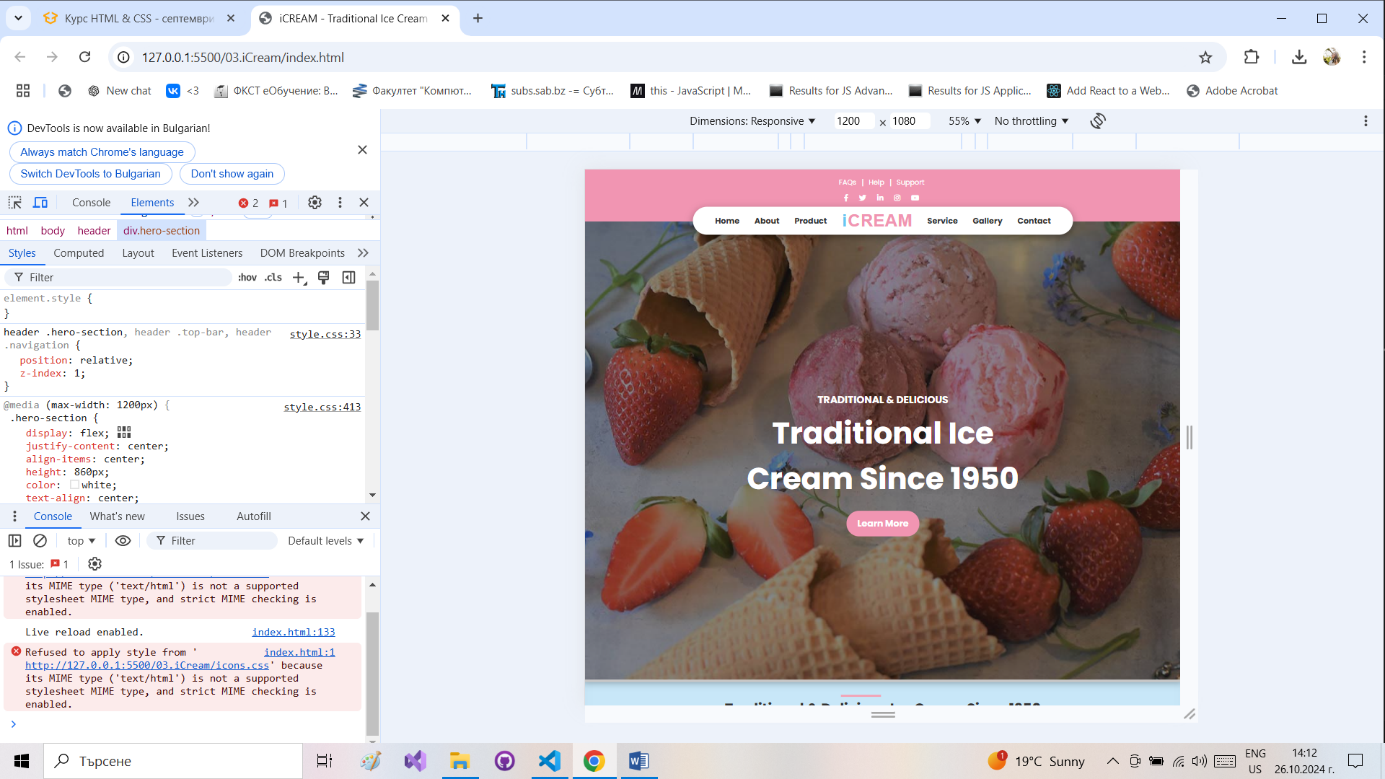 Курс HTML & CSS - септември
iCREAM - Traditional Ice Cream
127.0.0.1:5500/03.iCream/index.html
New chat
<3
ФКСТ еОбучение: В...
Факултет "Компют...
subs.sab.bz -= Субт...
this - JavaScript | M...
Results for JS Advan...
Results for JS Applic...
Add React to a Web...
Adobe Acrobat
DevTools is now available in Bulgarian!
Always match Chrome's language
Switch DevTools to Bulgarian
Don't show again
Dimensions: Responsive
1200 × 1080
55%
No throttling
Console
Elements
2
1
html body header div.hero-section
Styles
Computed
Layout
Event Listeners
DOM Breakpoints
Filter
:hov .cls
element.style {
}
header .hero-section, header .top-bar, header style.css:33
.navigation {
position: relative;
z-index: 1;
}
@media (max-width: 1200px) { style.css:413
.hero-section {
display: flex;
justify-content: center;
align-items: center;
height: 860px;
color: white;
text-align: center;
Console
What's new
Issues
Autofill
top
Filter
Default levels
1 Issue: 1
its MIME type ('text/html') is not a supported
stylesheet MIME type, and strict MIME checking is
enabled.
Live reload enabled. index.html:133
Refused to apply style from ' index.html:1
http://127.0.0.1:5500/03.iCream/icons.css' because
its MIME type ('text/html') is not a supported
stylesheet MIME type, and strict MIME checking is
enabled.
FAQs | Help | Support
Home About Product iCREAM Service Gallery Contact
TRADITIONAL & DELICIOUS
Traditional Ice
Cream Since 1950
Learn More
Търсене
1
19°C Sunny
ENG
US
14:12
26.10.2024 г.